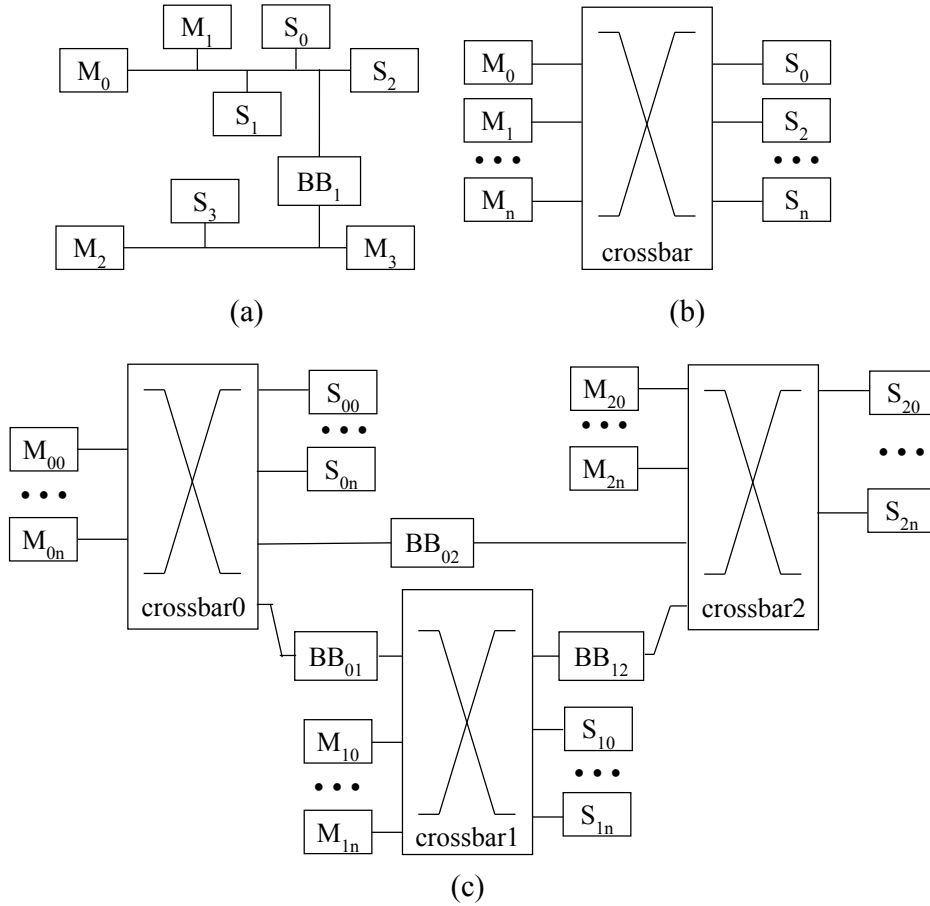 M₁ S₀
M₀ S₂
S₁
BB₁
S₃
M₂ M₃
(a)
M₀ S₀
M₁ S₂
• • • • • •
Mₙ Sₙ
crossbar
(b)
S₀₀
• • •
M₀₀
S₀ₙ
• • •
M₀ₙ
crossbar0
BB₀₂
M₂₀ S₂₀
• • • • • •
M₂ₙ
S₂ₙ
crossbar2
BB₀₁ BB₁₂
M₁₀ S₁₀
• • • • • •
M₁ₙ S₁ₙ
crossbar1
(c)